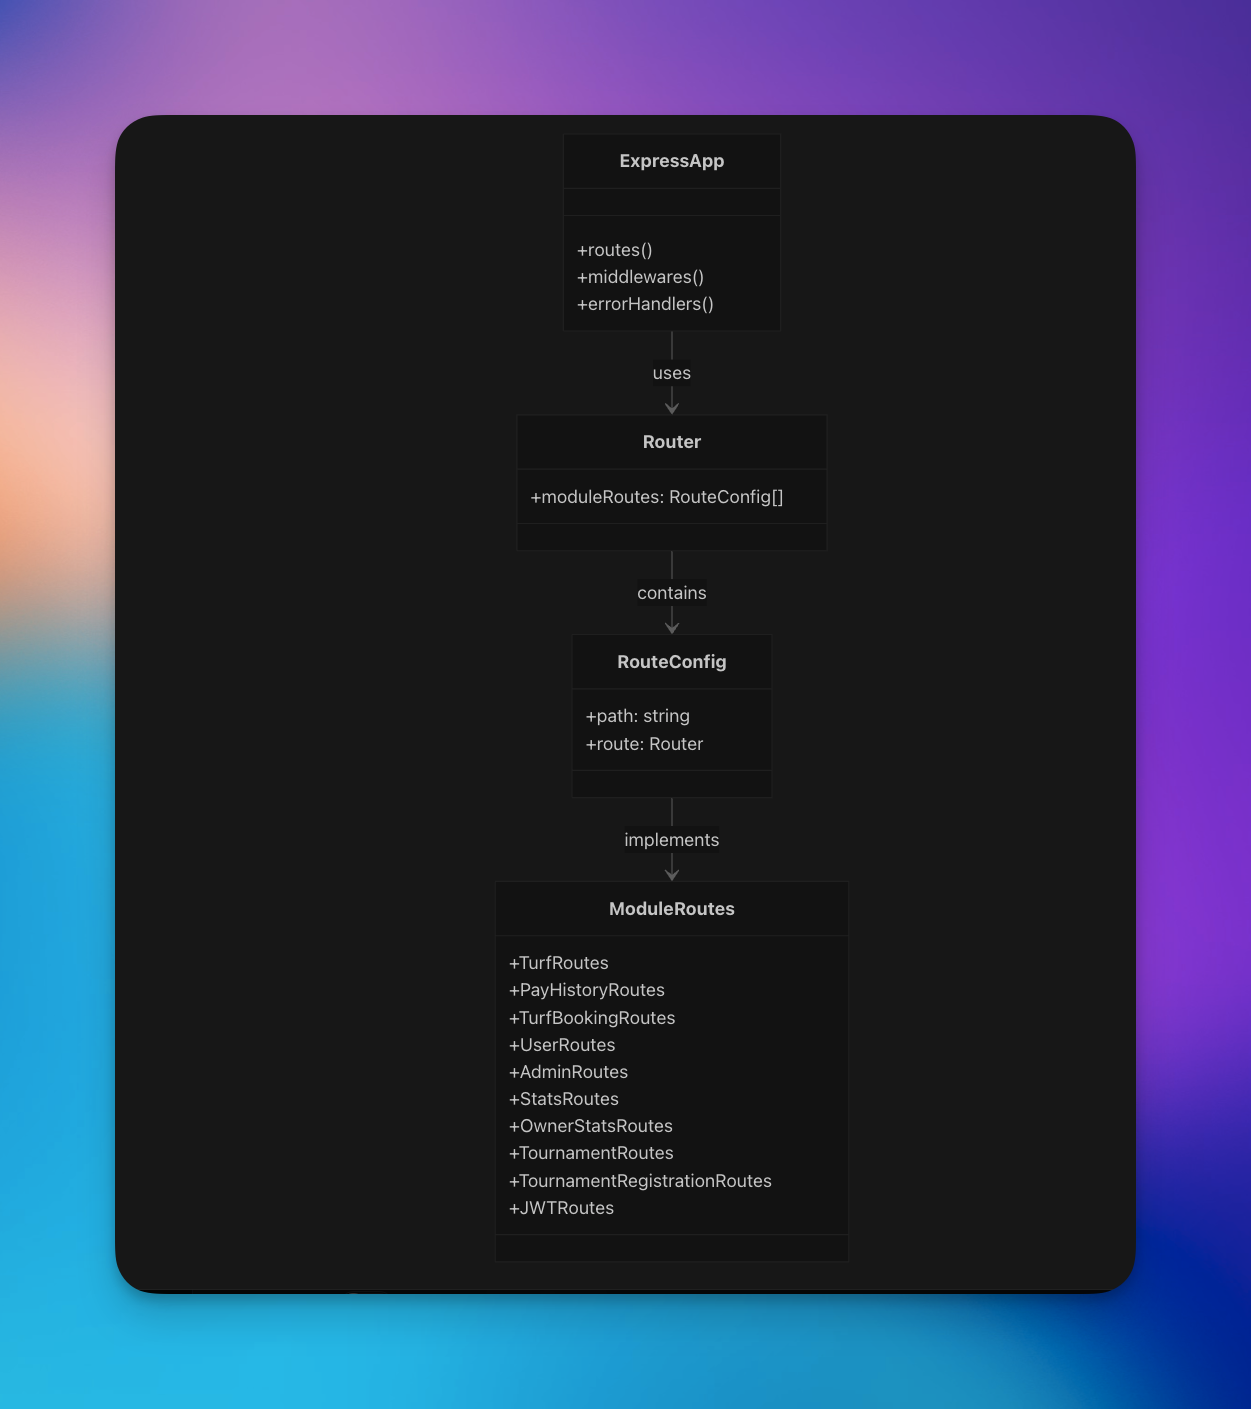 ExpressApp
+routes()
+middlewares()
+errorHandlers()
uses
Router
+moduleRoutes: RouteConfig[]
contains
RouteConfig
+path: string
+route: Router
implements
ModuleRoutes
+TurfRoutes
+PayHistoryRoutes
+TurfBookingRoutes
+UserRoutes
+AdminRoutes
+StatsRoutes
+OwnerStatsRoutes
+TournamentRoutes
+TournamentRegistrationRoutes
+JWTRoutes